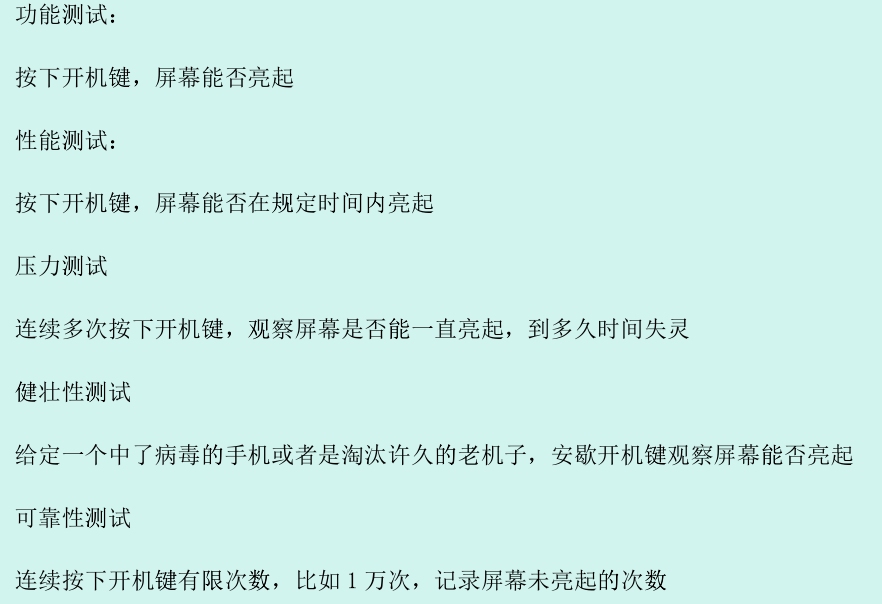 功能测试：
按下开机键，屏幕能否亮起
性能测试：
按下开机键，屏幕能否在规定时间内亮起
压力测试
连续多次按下开机键，观察屏幕是否能一直亮起，到多久时间失灵
健壮性测试
给定一个中了病毒的手机或者是淘汰许久的老机子，安歇开机键观察屏幕能否亮起
可靠性测试
连续按下开机键有限次数，比如 1 万次，记录屏幕未亮起的次数